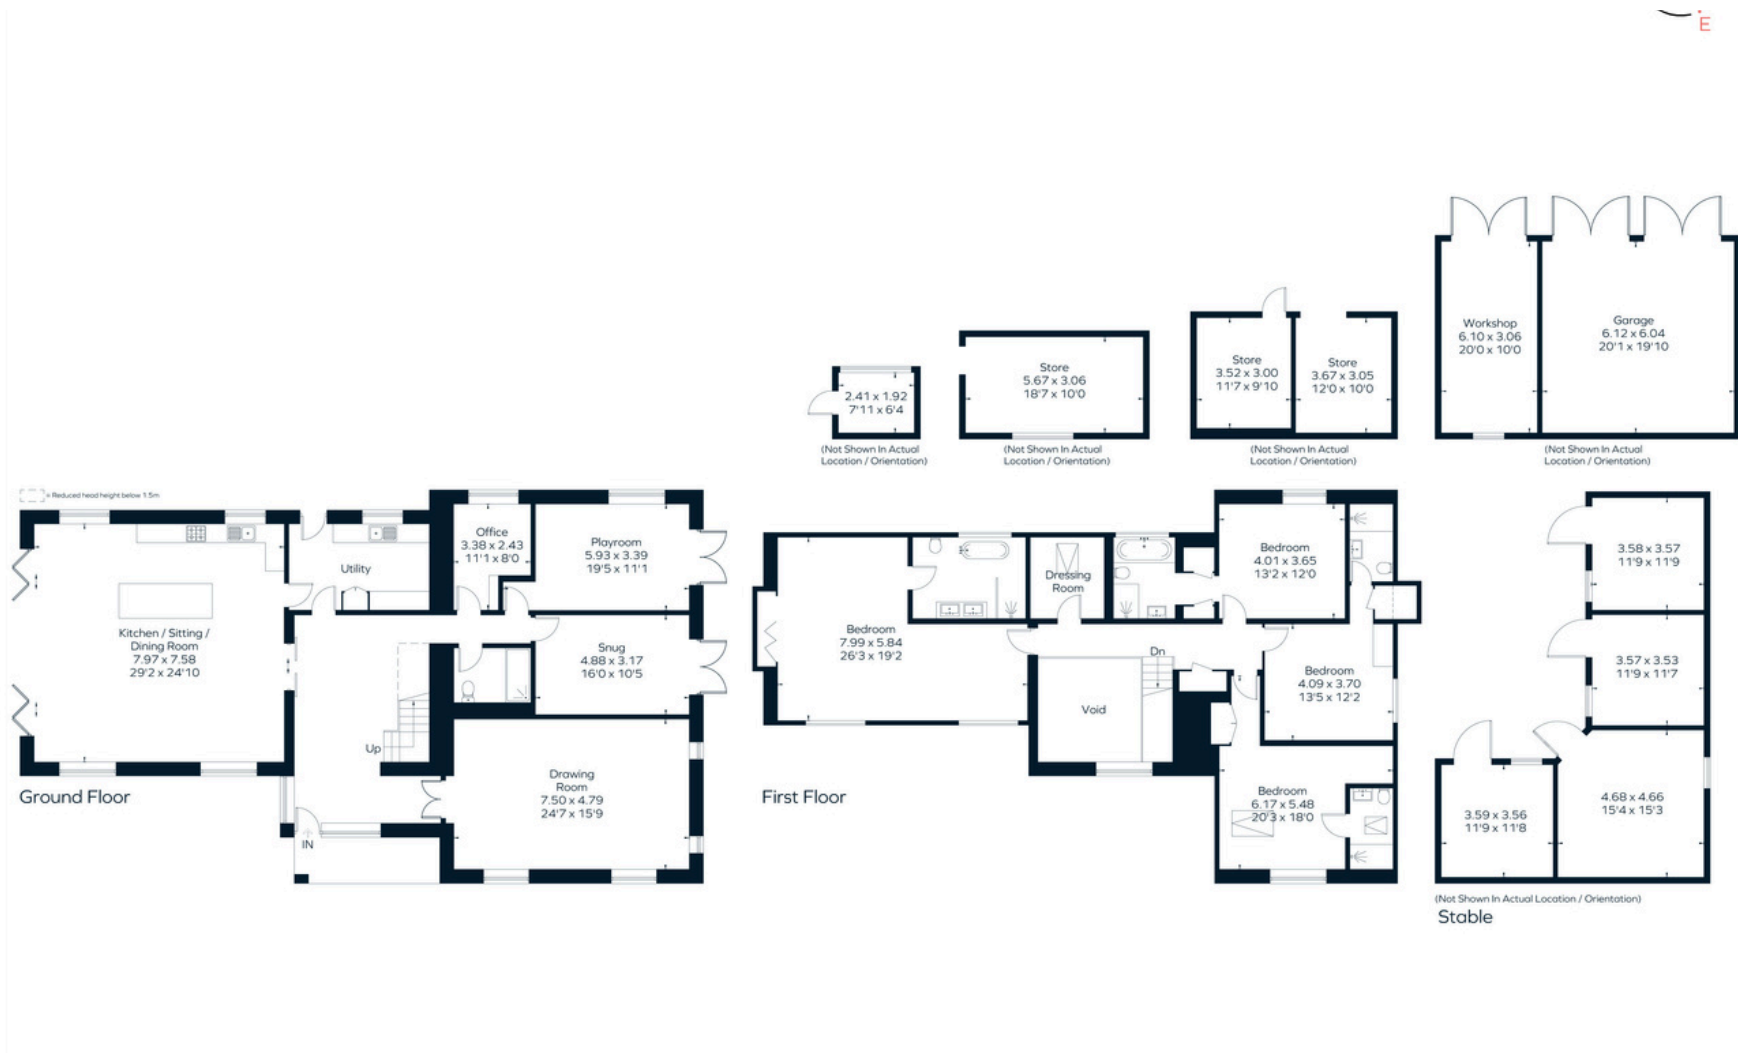 E
Workshop
6.10 x 3.06
20'0 x 10'0
Garage
6.12 x 6.04
20'1 x 19'10
Store
3.52 x 3.00
11'7 x 9'10
Store
3.67 x 3.05
12'0 x 10'0
Store
5.67 x 3.06
18'7 x 10'0
2.41 x 1.92
7'11 x 6'4
(Not Shown In Actual
Location / Orientation)
(Not Shown In Actual
Location / Orientation)
(Not Shown In Actual
Location / Orientation)
(Not Shown In Actual
Location / Orientation)
= Reduced head height below 1.5m
Office
3.38 x 2.43
11'1 x 8'0
Playroom
5.93 x 3.39
19'5 x 11'1
Utility
Kitchen / Sitting /
Dining Room
7.97 x 7.58
29'2 x 24'10
Snug
4.88 x 3.17
16'0 x 10'5
Up
Drawing
Room
7.50 x 4.79
24'7 x 15'9
IN
Ground Floor
Bedroom
4.01 x 3.65
13'2 x 12'0
Dressing
Room
Bedroom
7.99 x 5.84
26'3 x 19'2
Dn
Bedroom
4.09 x 3.70
13'5 x 12'2
Void
Bedroom
6.17 x 5.48
20'3 x 18'0
First Floor
3.58 x 3.57
11'9 x 11'9
3.57 x 3.53
11'9 x 11'7
4.68 x 4.66
15'4 x 15'3
3.59 x 3.56
11'9 x 11'8
(Not Shown In Actual Location / Orientation)
Stable